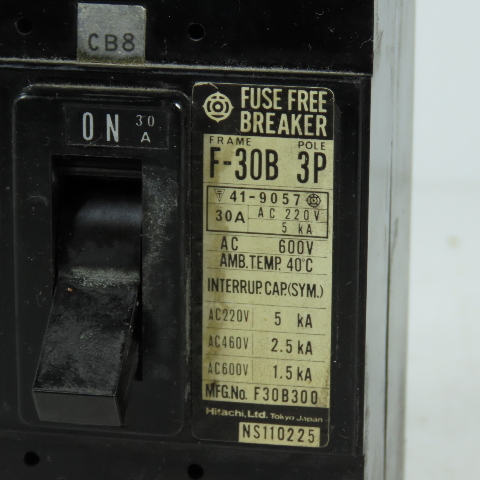 CB8
ON 30 A
FUSE FREE
BREAKER
FRAME POLE
F-30B 3P
41-9057
30A AC 220V
5 kA
AC 600V
AMB.TEMP. 40°C
INTERRUP.CAP.(SYM.)
AC220V 5 kA
AC460V 2.5 kA
AC600V 1.5 kA
MFG.No. F30B300
Hitachi, Ltd. Tokyo Japan
NS110225